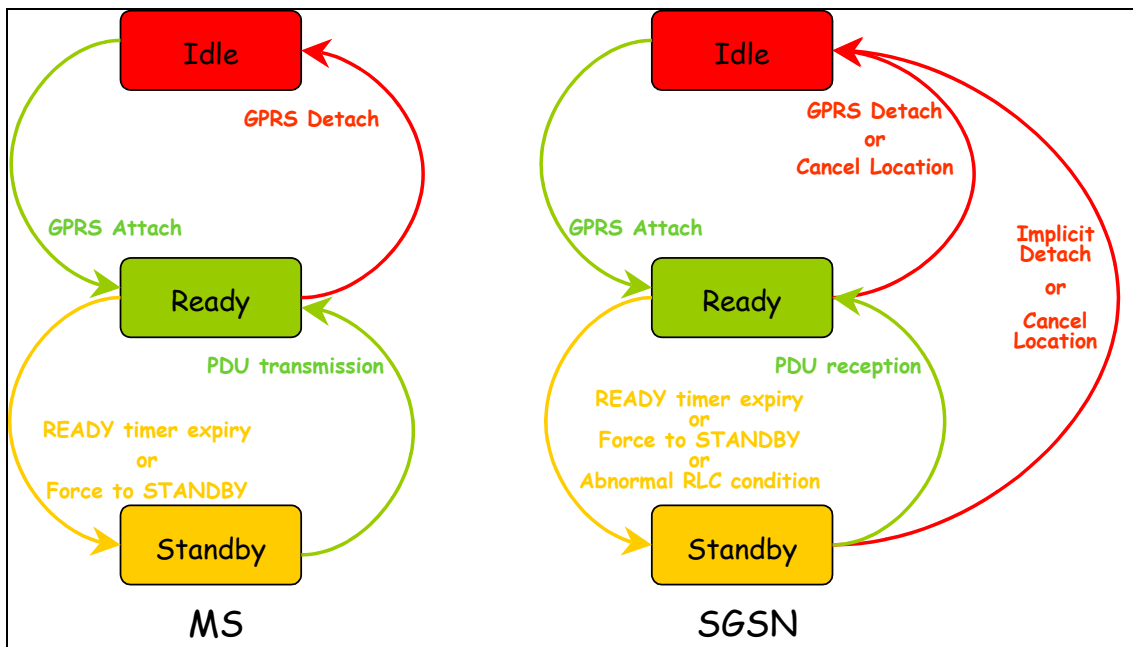 Idle
GPRS Detach
GPRS Attach
Ready
PDU transmission
READY timer expiry
or
Force to STANDBY
Standby
MS
Idle
GPRS Detach
or
Cancel Location
GPRS Attach
Implicit
Detach
or
Cancel
Location
Ready
PDU reception
READY timer expiry
or
Force to STANDBY
or
Abnormal RLC condition
Standby
SGSN